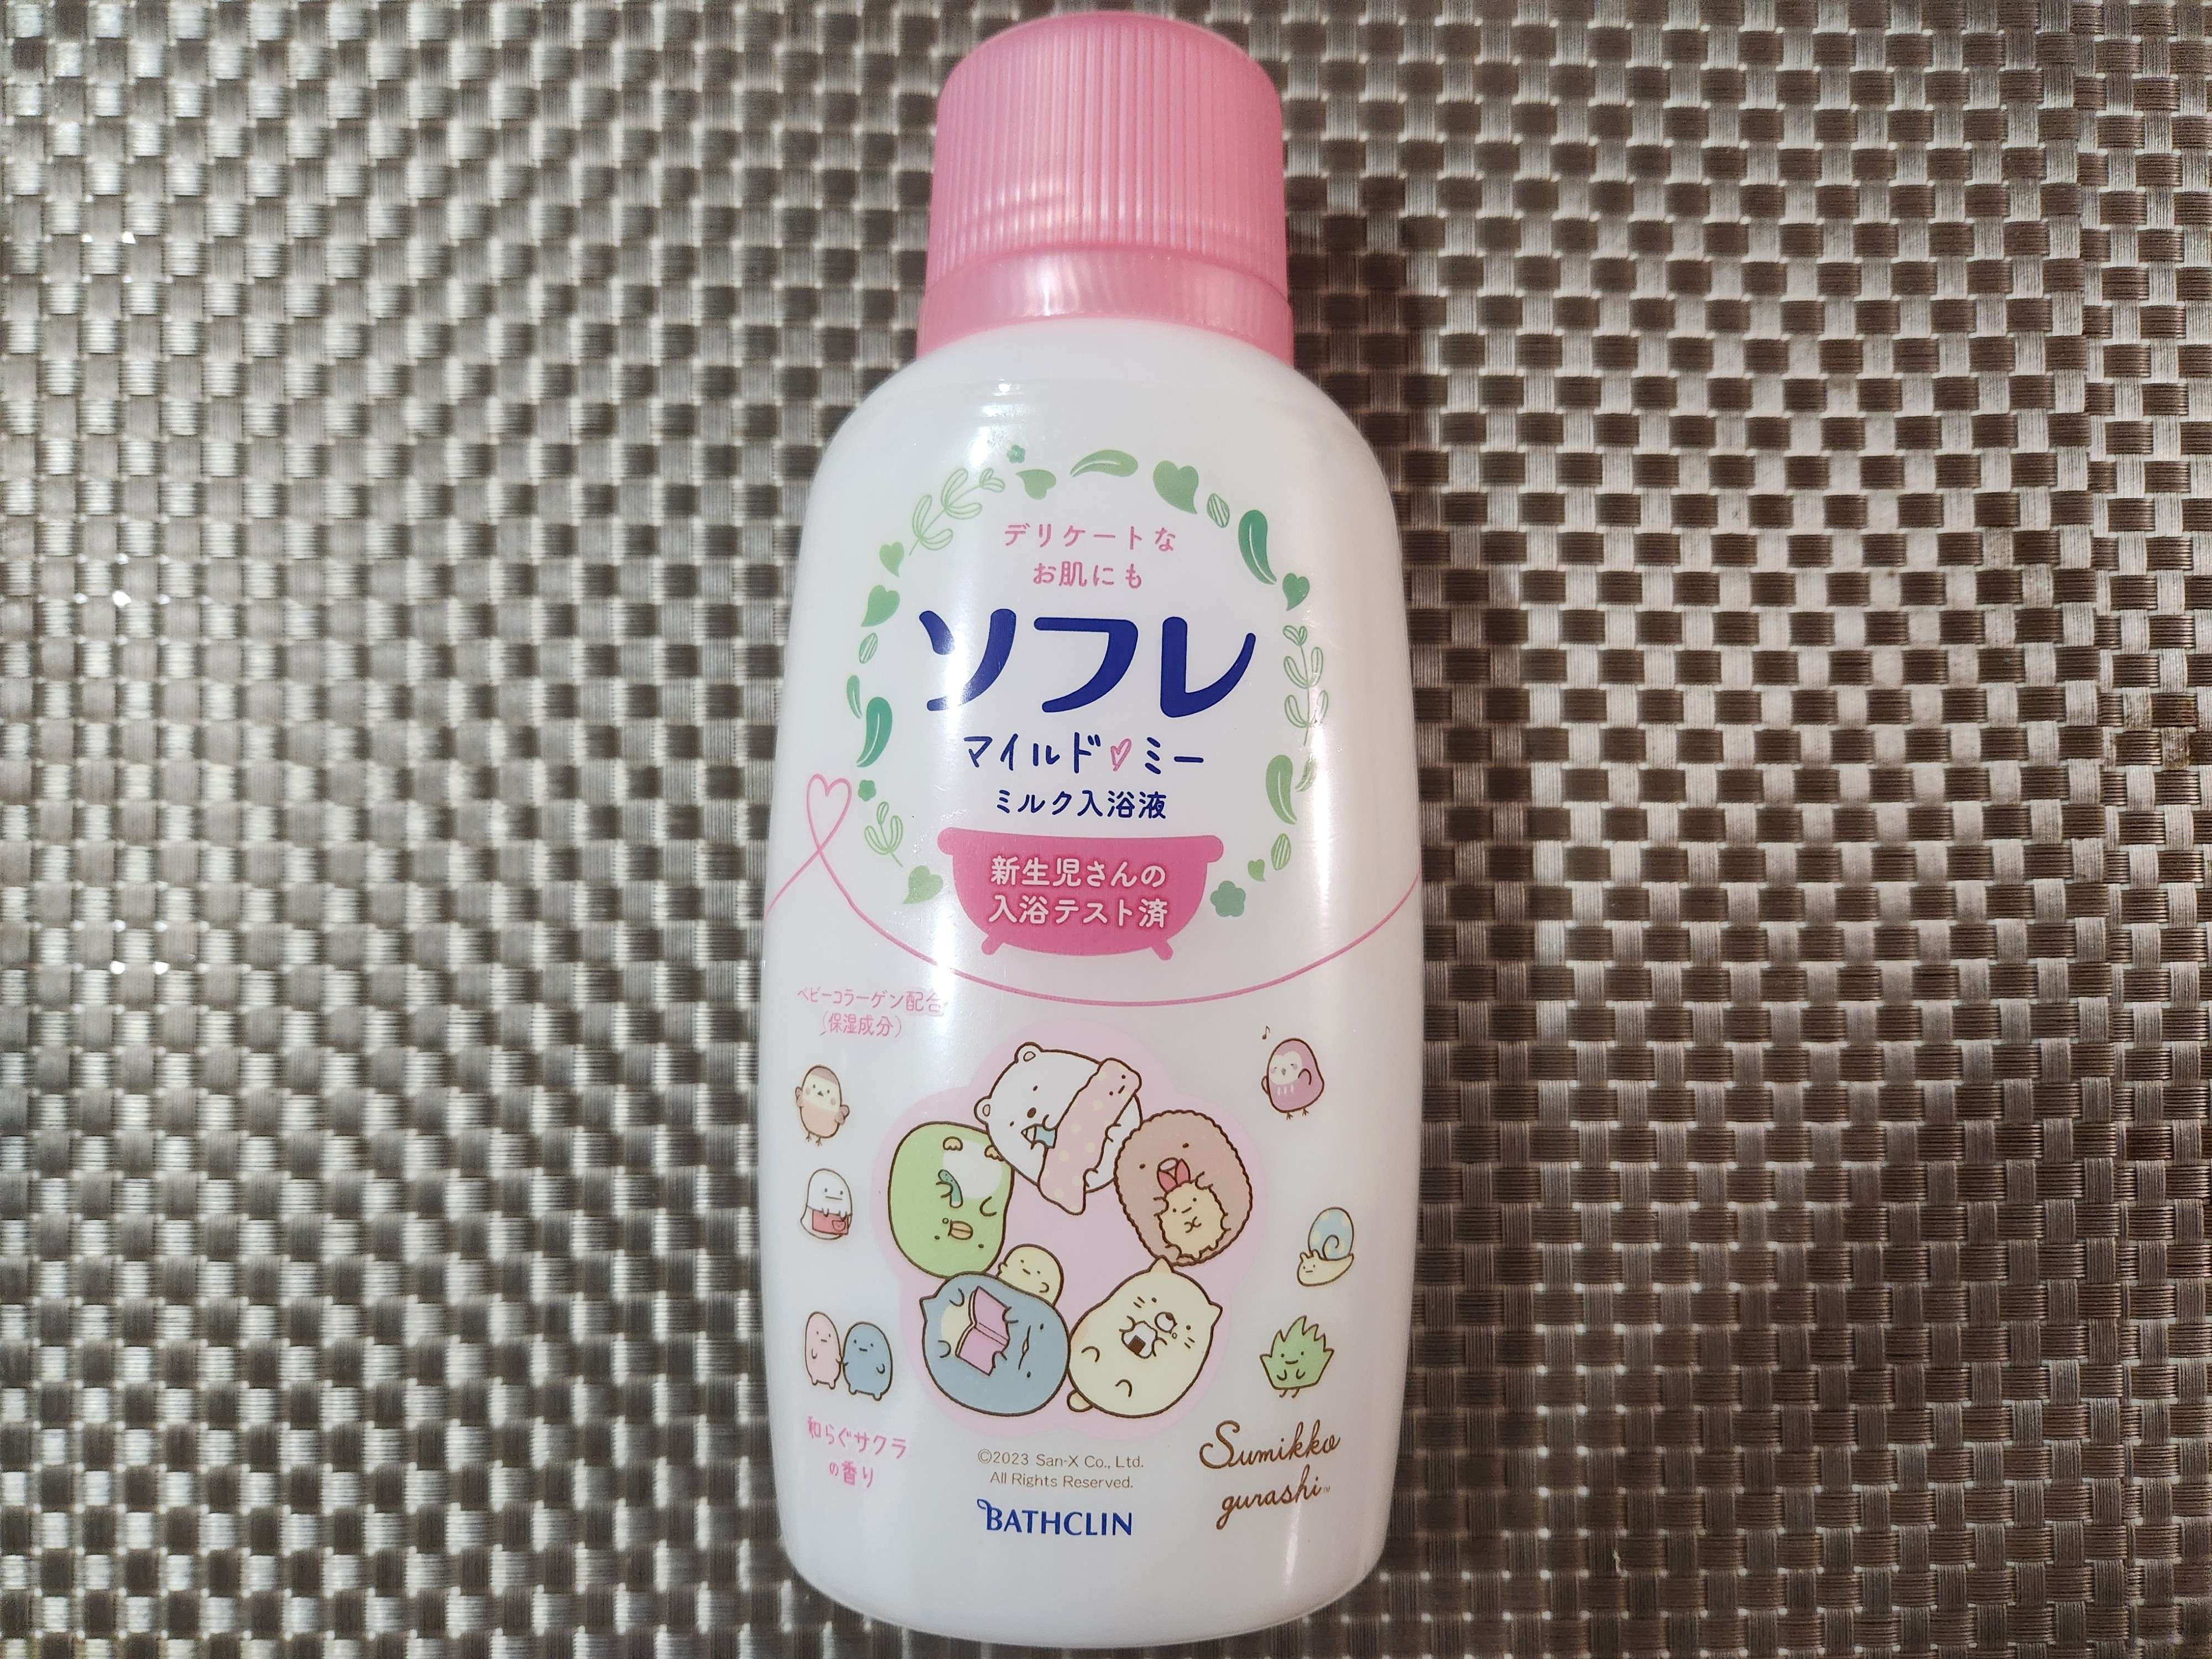 デリケートな
お肌にも
ソフレ
マイルド♡ミー
ミルク入浴液
新生児さんの
入浴テスト済
ベビーコラーゲン配合
(保湿成分)
和らぐサクラ
の香り
©2023 San-X Co., Ltd.
All Rights Reserved.
BATHCLIN
Sumikko
gurashi™